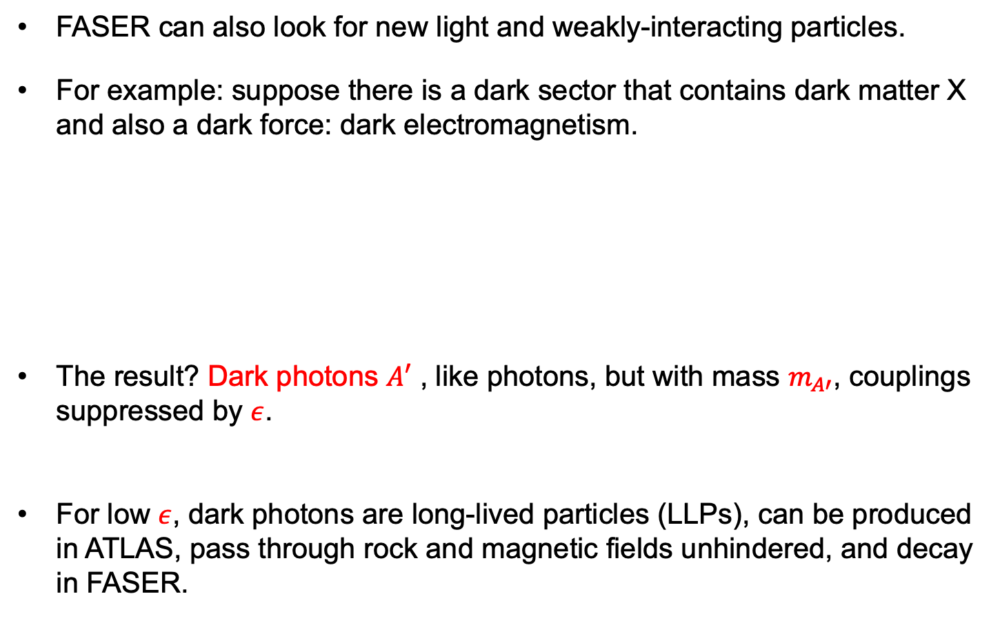 • FASER can also look for new light and weakly-interacting particles.
• For example: suppose there is a dark sector that contains dark matter X
and also a dark force: dark electromagnetism.
• The result? Dark photons A′ , like photons, but with mass m_A′, couplings
suppressed by ϵ.
• For low ϵ, dark photons are long-lived particles (LLPs), can be produced
in ATLAS, pass through rock and magnetic fields unhindered, and decay
in FASER.